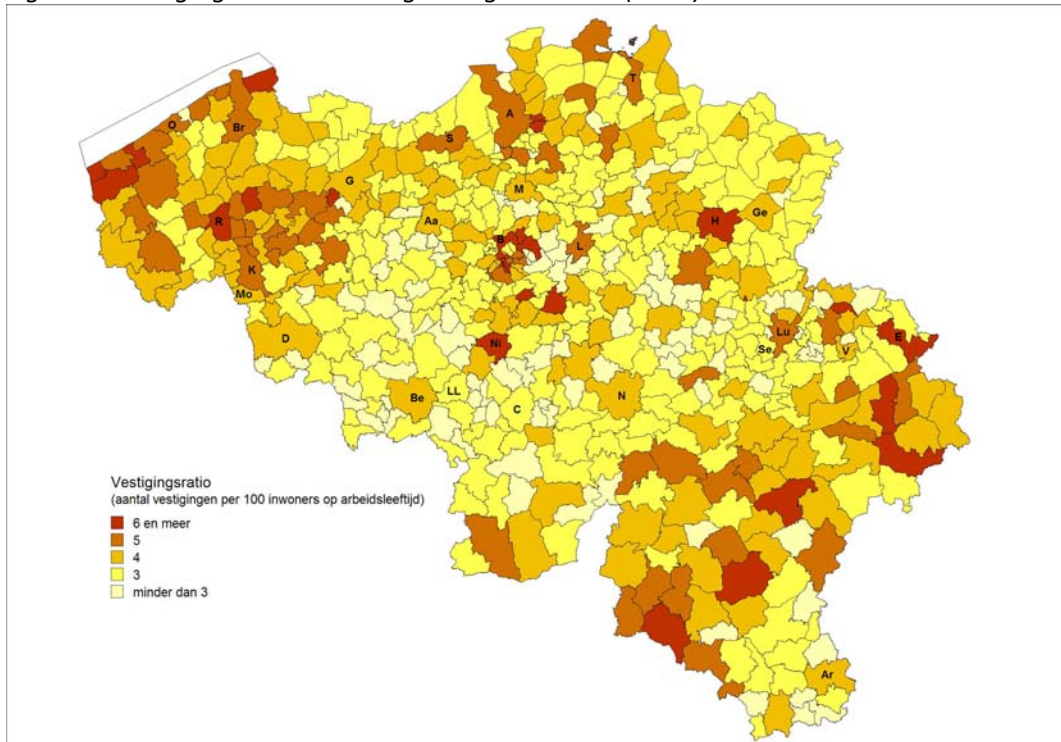 T
O
Br
A
S
G
M
Aa
R
H
Ge
B
L
K
Mo
D
Lu
E
Se
V
Ni
Be
LL
N
C
Vestigingsratio
(aantal vestigingen per 100 inwoners op arbeidsleeftijd)
6 en meer
5
4
3
minder dan 3
Ar